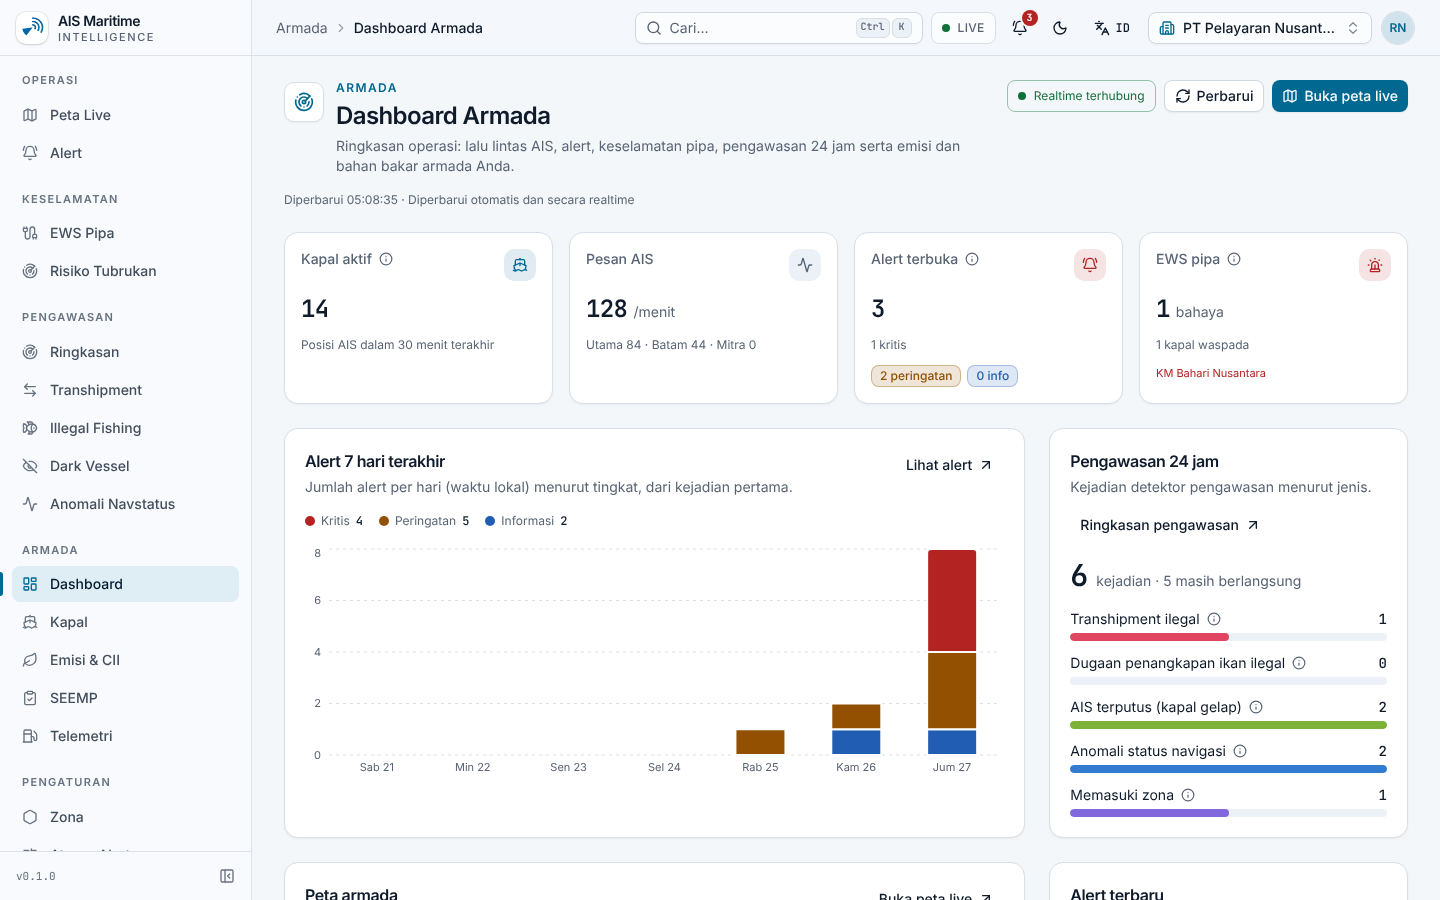 AIS Maritime
INTELLIGENCE
OPERASI
Peta Live
Alert
KESELAMATAN
EWS Pipa
Risiko Tubrukan
PENGAWASAN
Ringkasan
Transhipment
Illegal Fishing
Dark Vessel
Anomali Navstatus
ARMADA
Dashboard
Kapal
Emisi & CII
SEEMP
Telemetri
PENGATURAN
Zona
v0.1.0
Armada > Dashboard Armada
Cari... Ctrl K
LIVE
3
ID
PT Pelayaran Nusant...
RN
ARMADA
Dashboard Armada
Ringkasan operasi: lalu lintas AIS, alert, keselamatan pipa, pengawasan 24 jam serta emisi dan
bahan bakar armada Anda.
Realtime terhubung
Perbarui
Buka peta live
Diperbarui 05:08:35 · Diperbarui otomatis dan secara realtime
Kapal aktif
14
Posisi AIS dalam 30 menit terakhir
Pesan AIS
128 /menit
Utama 84 · Batam 44 · Mitra 0
Alert terbuka
3
1 kritis
2 peringatan 0 info
EWS pipa
1 bahaya
1 kapal waspada
KM Bahari Nusantara
Alert 7 hari terakhir
Lihat alert
Jumlah alert per hari (waktu lokal) menurut tingkat, dari kejadian pertama.
Kritis 4 Peringatan 5 Informasi 2
8
6
4
2
0
Sab 21 Min 22 Sen 23 Sel 24 Rab 25 Kam 26 Jum 27
Pengawasan 24 jam
Kejadian detektor pengawasan menurut jenis.
Ringkasan pengawasan
6 kejadian · 5 masih berlangsung
Transhipment ilegal 1
Dugaan penangkapan ikan ilegal 0
AIS terputus (kapal gelap) 2
Anomali status navigasi 2
Memasuki zona 1
Peta armada
Buka peta live
Alert terbaru